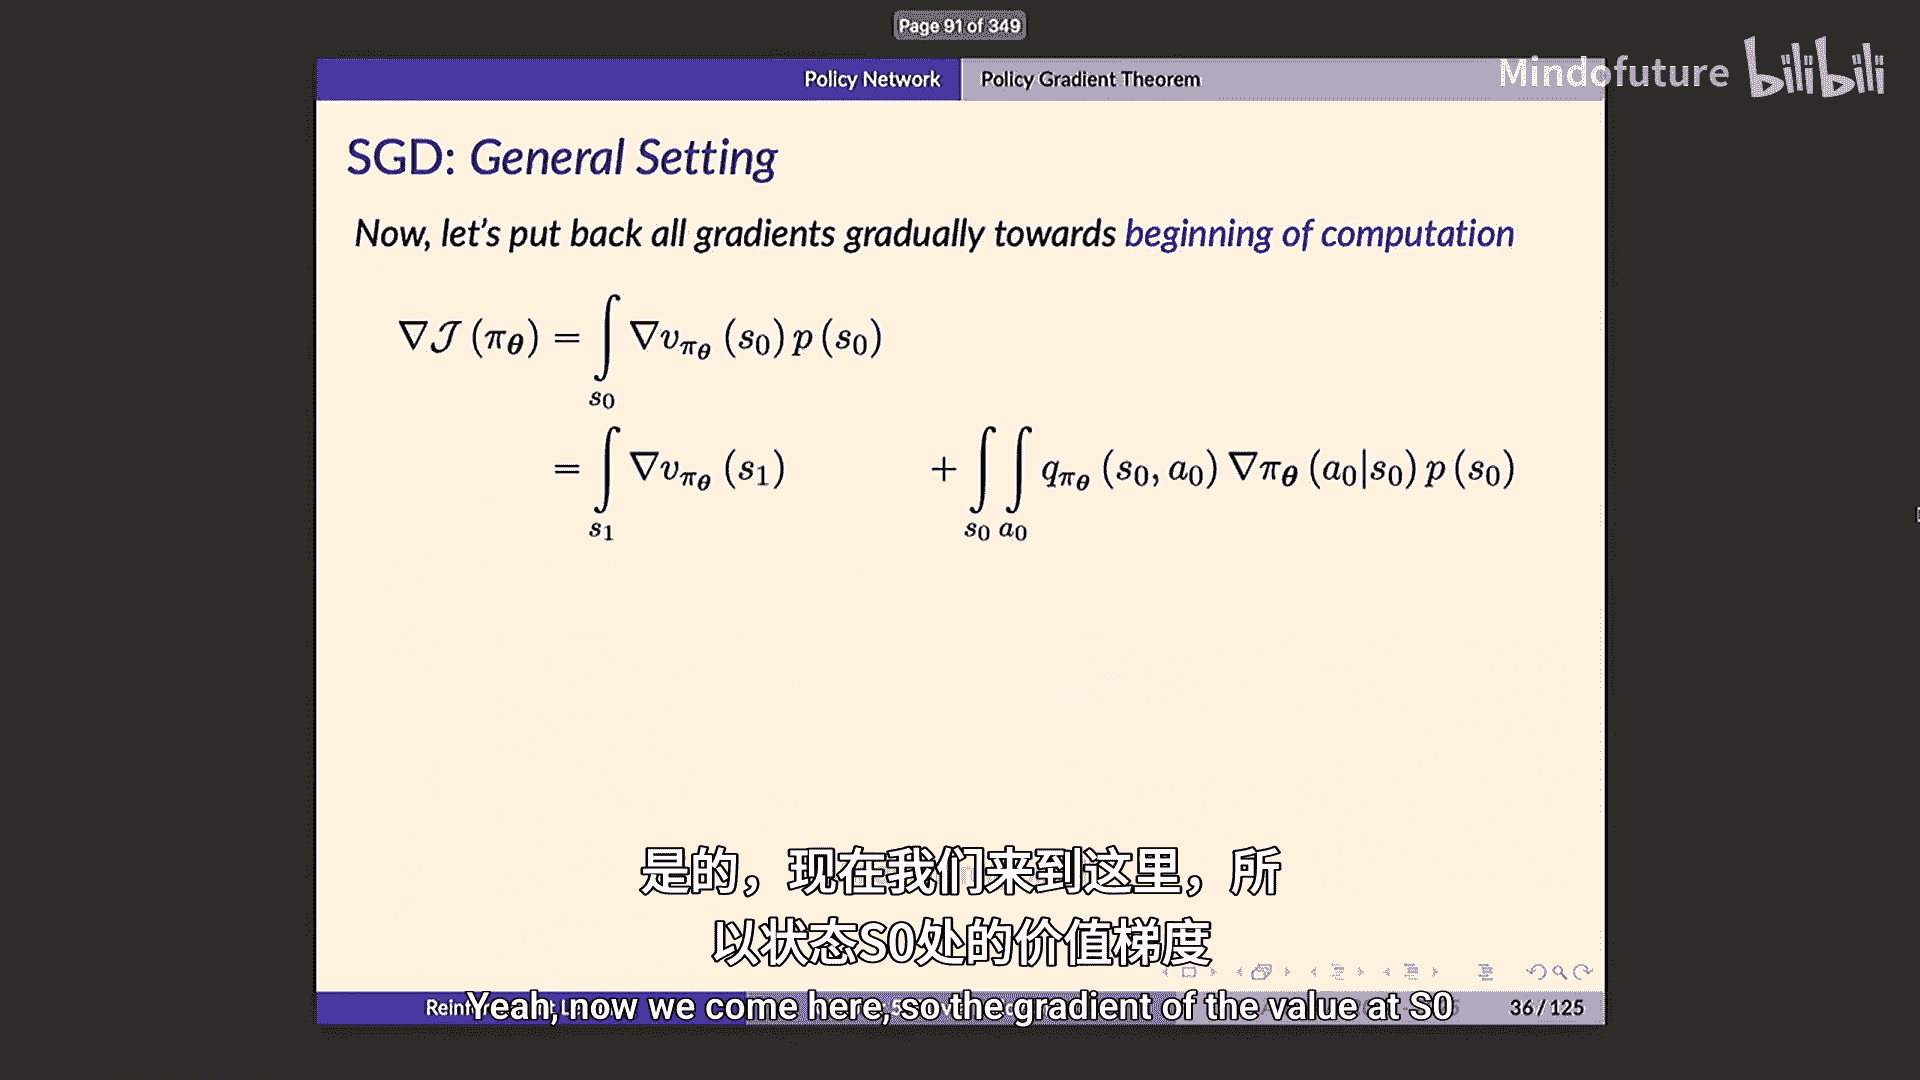 Page 91 of 349
Mindofuture bilibili
Policy Network Policy Gradient Theorem
SGD: General Setting
Now, let's put back all gradients gradually towards beginning of computation
∇𝒥 (π_θ) = ∫_{s_0} ∇v_{π_θ} (s_0) p (s_0)
= ∫_{s_1} ∇v_{π_θ} (s_1) + ∫_{s_0} ∫_{a_0} q_{π_θ} (s_0, a_0) ∇π_θ (a_0|s_0) p (s_0)
是的，现在我们来到这里，所
以状态S0处的价值梯度
Yeah, now we come here, so the gradient of the value at S0
36 / 125